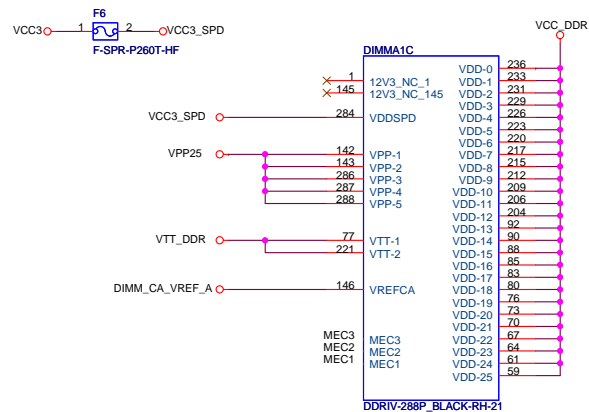 F6
VCC3 1 2 VCC3_SPD
F-SPR-P260T-HF
VCC_DDR
DIMMA1C
1 12V3_NC_1
145 12V3_NC_145
VCC3_SPD 284 VDDSPD
VPP25 142 VPP-1
143 VPP-2
286 VPP-3
287 VPP-4
288 VPP-5
VTT_DDR 77 VTT-1
221 VTT-2
DIMM_CA_VREF_A 146 VREFCA
MEC3 MEC3
MEC2 MEC2
MEC1 MEC1
VDD-0 236
VDD-1 233
VDD-2 231
VDD-3 229
VDD-4 226
VDD-5 223
VDD-6 220
VDD-7 217
VDD-8 215
VDD-9 212
VDD-10 209
VDD-11 206
VDD-12 204
VDD-13 92
VDD-14 90
VDD-15 88
VDD-16 85
VDD-17 83
VDD-18 80
VDD-19 76
VDD-20 73
VDD-21 70
VDD-22 67
VDD-23 64
VDD-24 61
VDD-25 59
DDRIV-288P_BLACK-RH-21